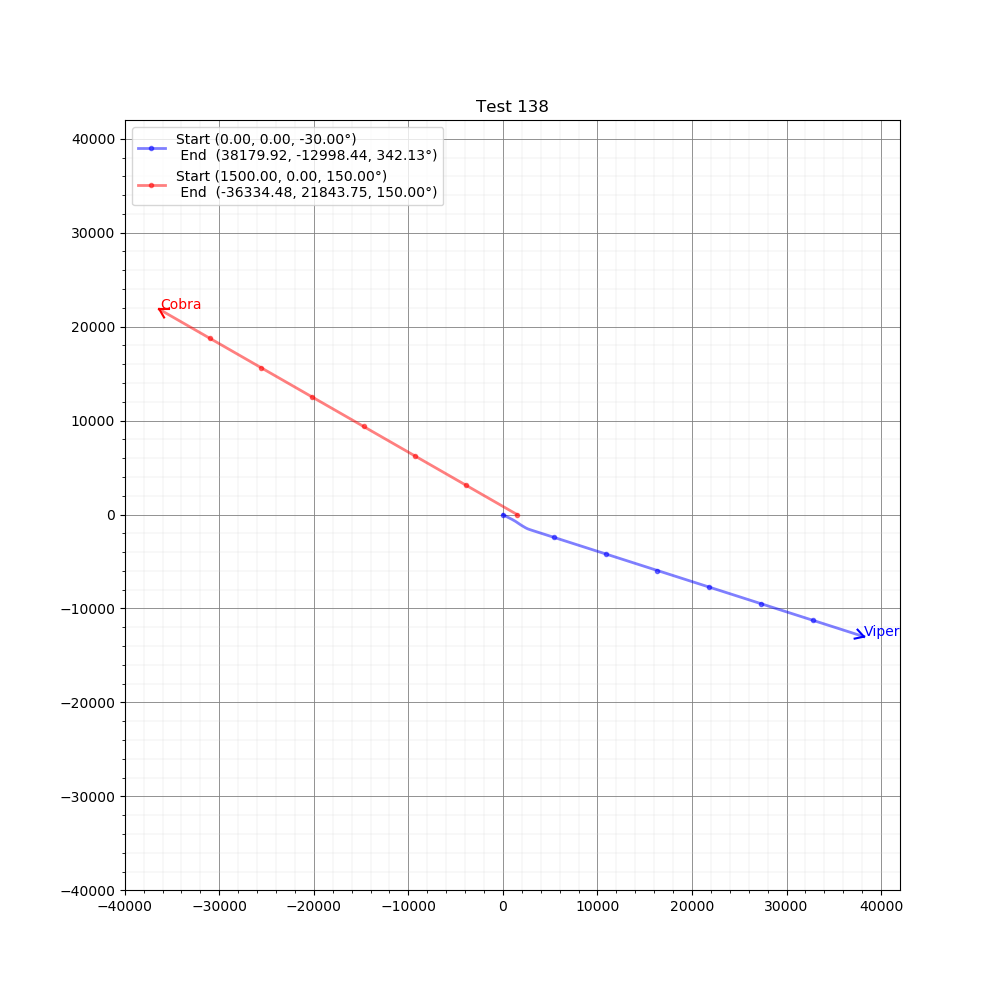 Test 138
Start (0.00, 0.00, -30.00°)
End  (38179.92, -12998.44, 342.13°)
Start (1500.00, 0.00, 150.00°)
End  (-36334.48, 21843.75, 150.00°)
40000
30000
Cobra
20000
10000
0
−10000
Viper
−20000
−30000
−40000
−40000 −30000 −20000 −10000 0 10000 20000 30000 40000